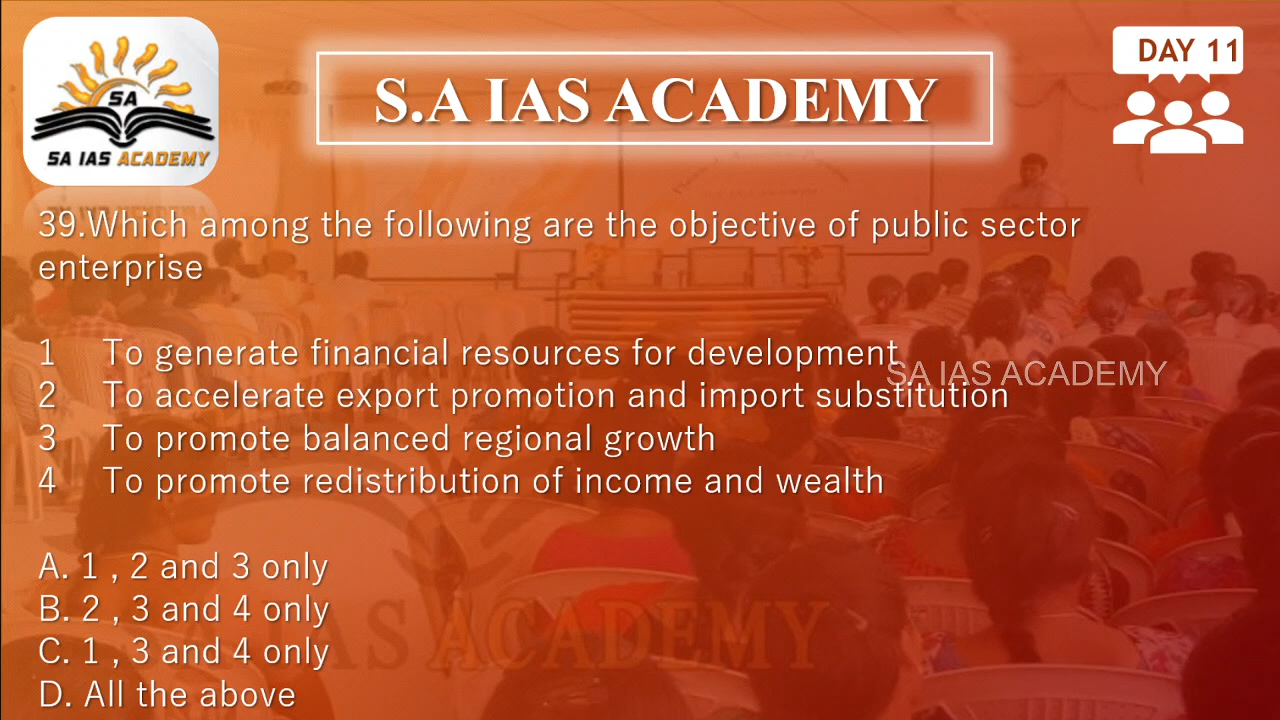 SA
SA IAS ACADEMY
S.A IAS ACADEMY
DAY 11
39.Which among the following are the objective of public sector
enterprise
1 To generate financial resources for development
SA IAS ACADEMY
2 To accelerate export promotion and import substitution
3 To promote balanced regional growth
4 To promote redistribution of income and wealth
A. 1 , 2 and 3 only
B. 2 , 3 and 4 only
IAS ACADEMY
C. 1 , 3 and 4 only
D. All the above